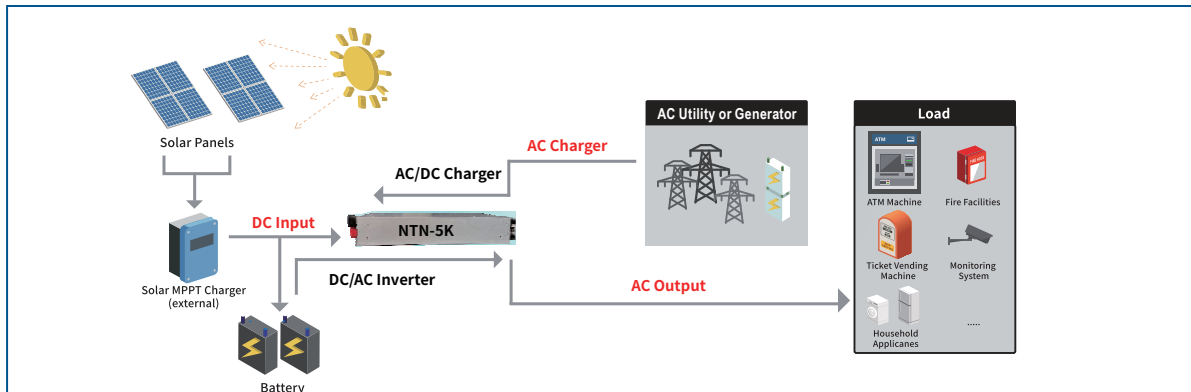 Solar Panels
AC Utility or Generator
Load
AC Charger
AC/DC Charger
ATM
ATM Machine
Fire Facilities
DC Input
NTN-5K
DC/AC Inverter
Solar MPPT Charger
(external)
AC Output
Ticket Vending
Machine
Monitoring
System
Household
Applicanes
.....
Battery